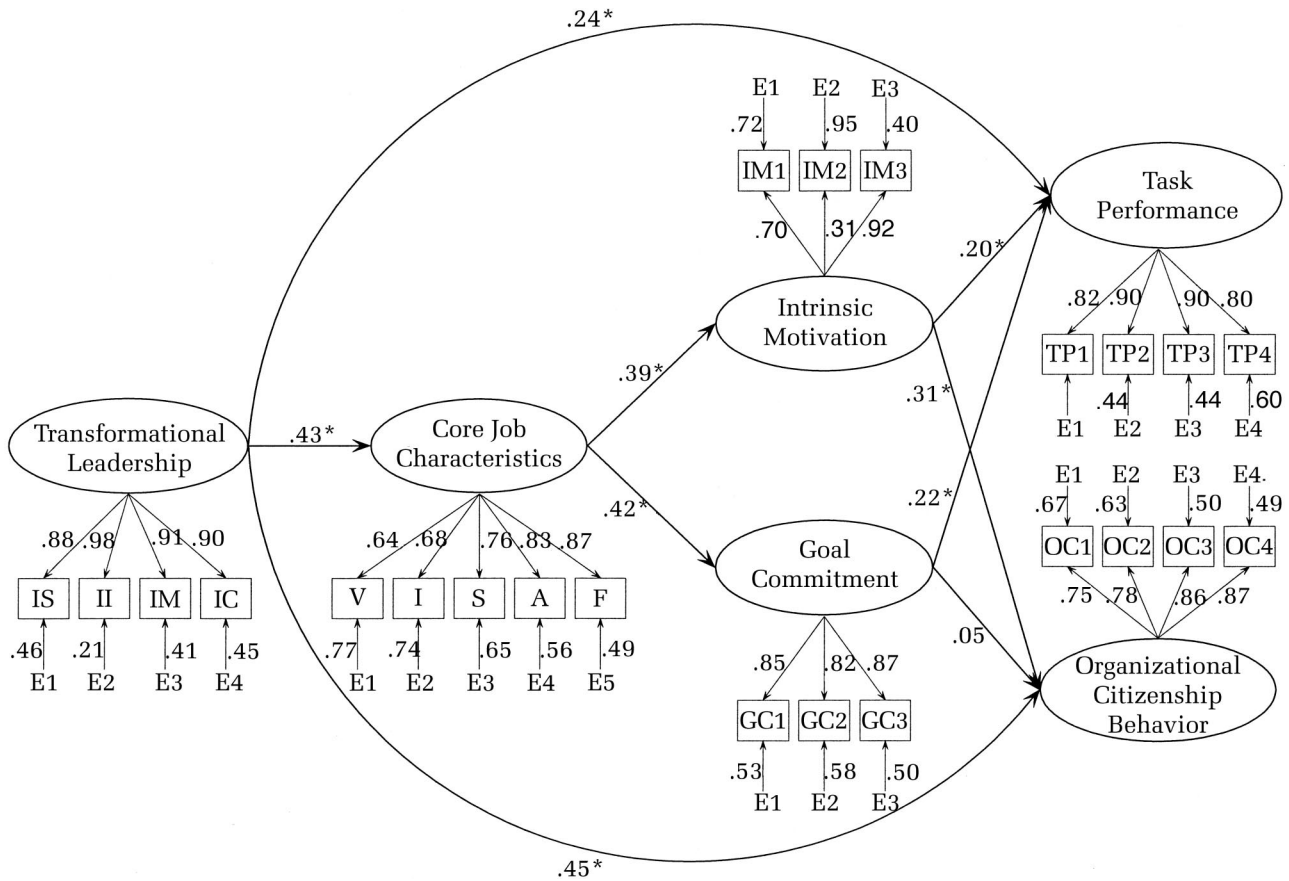 .24*
E1 E2 E3
.72 .95 .40
IM1 IM2 IM3
.70 .31 .92
Intrinsic
Motivation
Task
Performance
.20*
.82 .90 .90 .80
TP1 TP2 TP3 TP4
.44 .44 .60
E1 E2 E3 E4
.39*
.31*
Transformational
Leadership
.43*
Core Job
Characteristics
.42*
.22*
.88 .98 .91 .90
IS II IM IC
.46 .21 .41 .45
E1 E2 E3 E4
.64 .68 .76 .83 .87
V I S A F
.77 .74 .65 .56 .49
E1 E2 E3 E4 E5
Goal
Commitment
.05
.85 .82 .87
GC1 GC2 GC3
.53 .58 .50
E1 E2 E3
E1 E2 E3 E4.
.67 .63 .50 .49
OC1 OC2 OC3 OC4
.75 .78 .86 .87
Organizational
Citizenship
Behavior
.45*